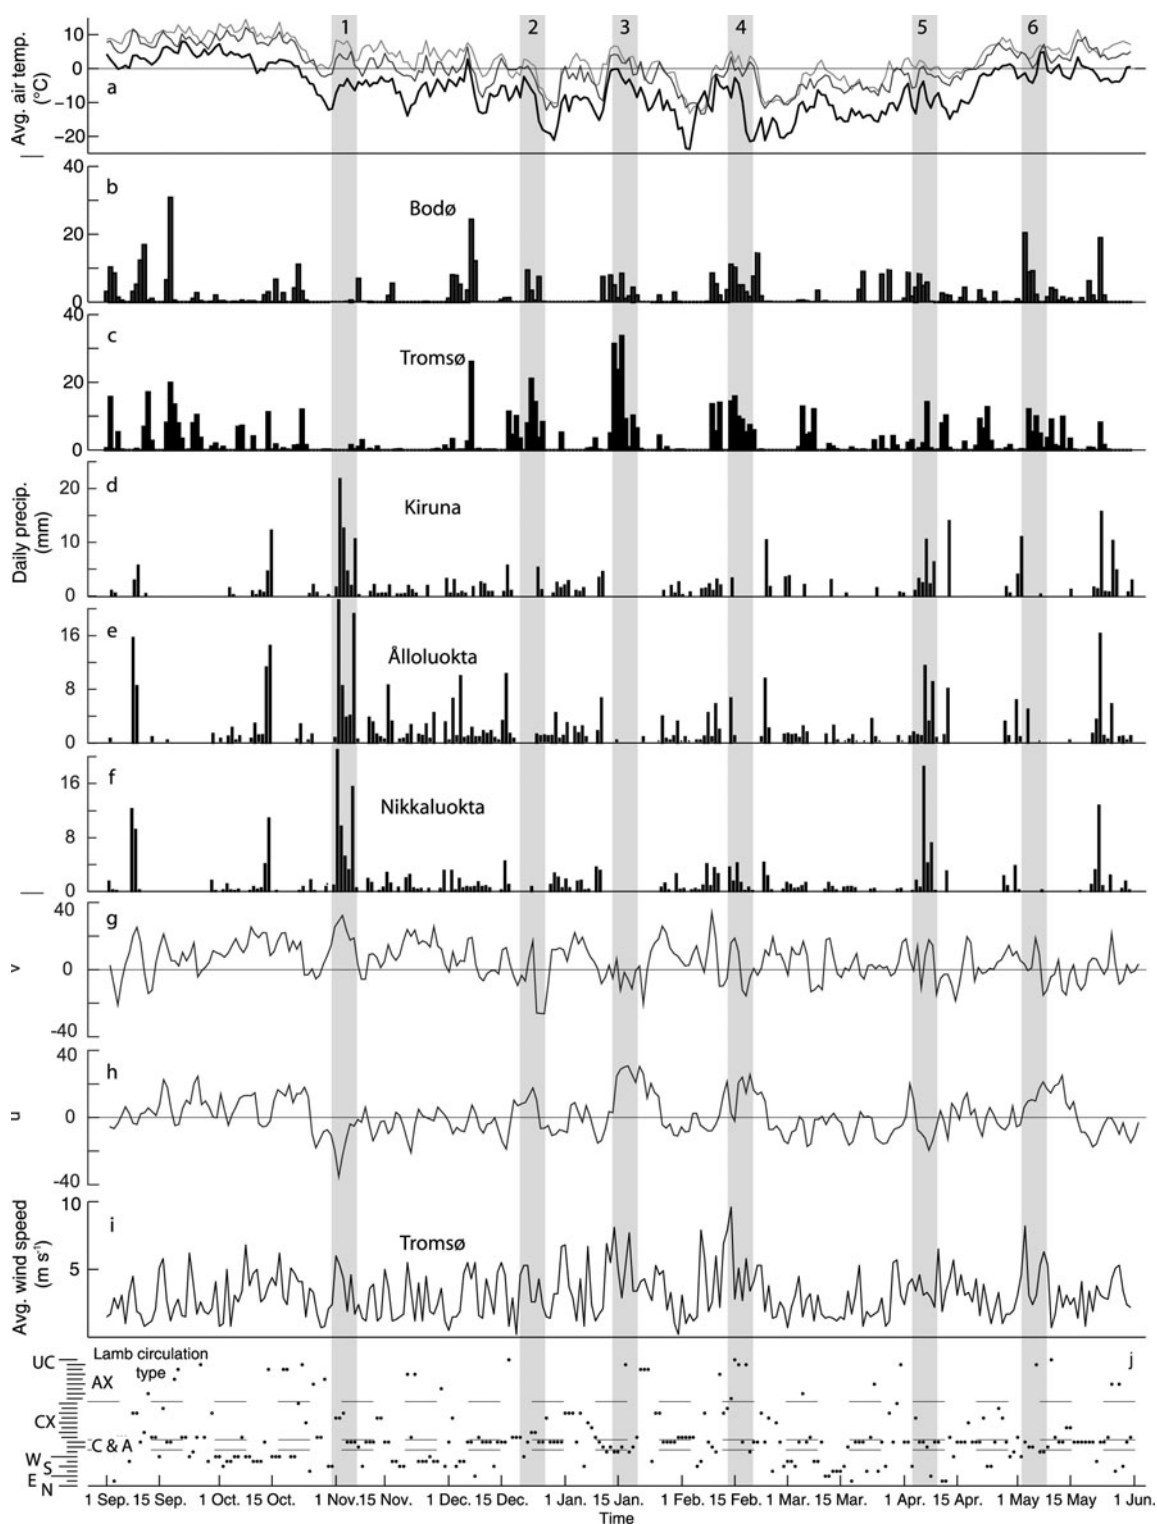 1 2 3 4 5 6
Avg. air temp.
(°C)
10
0
−10
−20
a
40
20
0
b
Bodø
40
20
0
c
Tromsø
Daily precip.
(mm)
20
10
0
d
Kiruna
16
8
0
e
Ålloluokta
16
8
0
f
Nikkaluokta
40
0
-40
g
v
40
0
-40
h
u
Avg. wind speed
(m s⁻¹)
10
5
i
Tromsø
Lamb circulation
type
j
UC
AX
CX
C & A
W
S
E
N
1 Sep. 15 Sep. 1 Oct. 15 Oct. 1 Nov. 15 Nov. 1 Dec. 15 Dec. 1 Jan. 15 Jan. 1 Feb. 15 Feb. 1 Mar. 15 Mar. 1 Apr. 15 Apr. 1 May 15 May 1 Jun.
Time